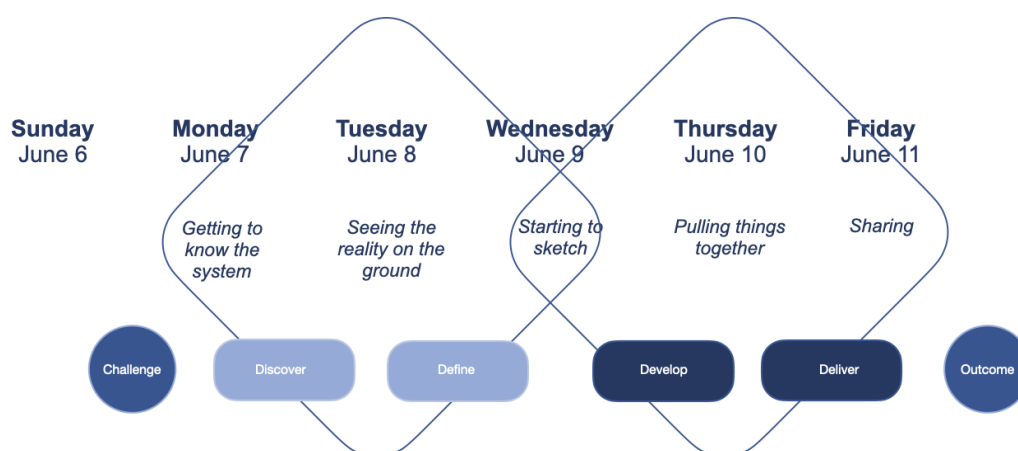 Sunday
June 6
Monday
June 7
Tuesday
June 8
Wednesday
June 9
Thursday
June 10
Friday
June 11
Getting to
know the
system
Seeing the
reality on the
ground
Starting to
sketch
Pulling things
together
Sharing
Challenge
Discover
Define
Develop
Deliver
Outcome